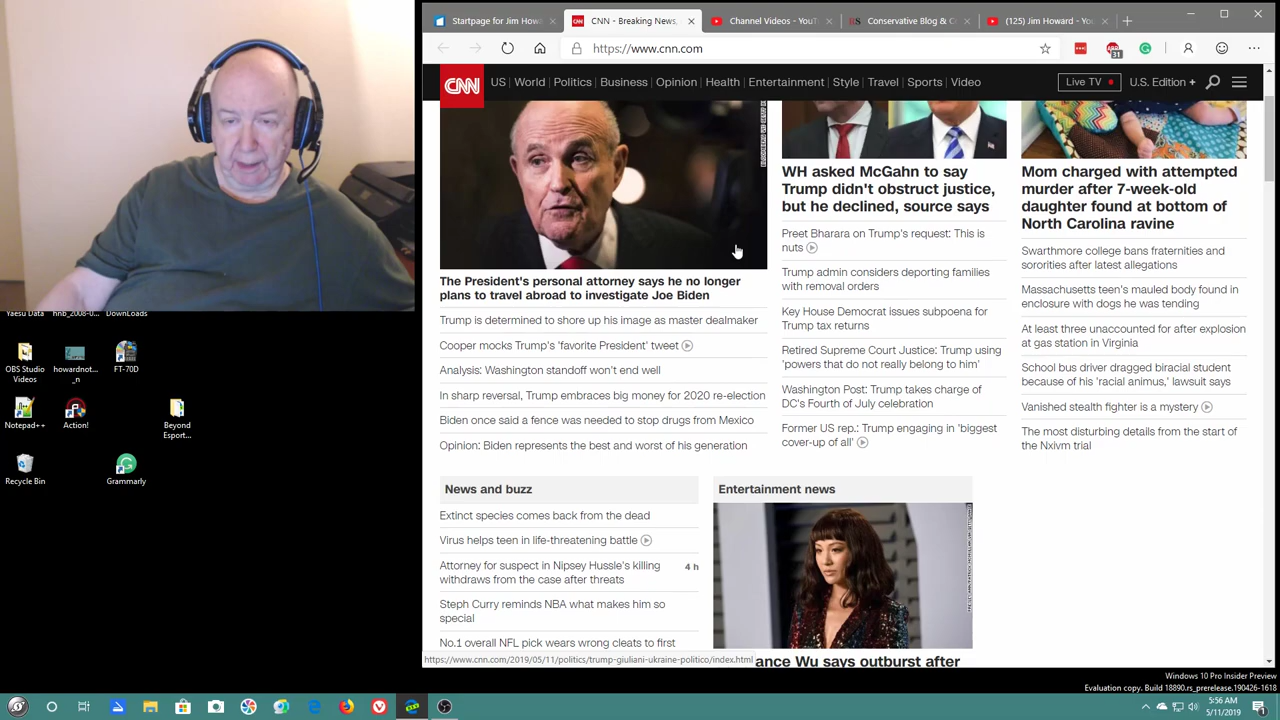 Startpage for Jim Howa
CNN - Breaking News,
Channel Videos - YouT
RS
Conservative Blog & C
(125) Jim Howard - You
https://www.cnn.com
31
CNN
US
World
Politics
Business
Opinion
Health
Entertainment
Style
Travel
Sports
Video
Live TV
U.S. Edition +
The President's personal attorney says he no longer
plans to travel abroad to investigate Joe Biden
Trump is determined to shore up his image as master dealmaker
Cooper mocks Trump's 'favorite President' tweet
Analysis: Washington standoff won't end well
In sharp reversal, Trump embraces big money for 2020 re-election
Biden once said a fence was needed to stop drugs from Mexico
Opinion: Biden represents the best and worst of his generation
WH asked McGahn to say
Trump didn't obstruct justice,
but he declined, source says
Preet Bharara on Trump's request: This is
nuts
Trump admin considers deporting families
with removal orders
Key House Democrat issues subpoena for
Trump tax returns
Retired Supreme Court Justice: Trump using
'powers that do not really belong to him'
Washington Post: Trump takes charge of
DC's Fourth of July celebration
Former US rep.: Trump engaging in 'biggest
cover-up of all'
Mom charged with attempted
murder after 7-week-old
daughter found at bottom of
North Carolina ravine
Swarthmore college bans fraternities and
sororities after latest allegations
Massachusetts teen's mauled body found in
enclosure with dogs he was tending
At least three unaccounted for after explosion
at gas station in Virginia
School bus driver dragged biracial student
because of his 'racial animus,' lawsuit says
Vanished stealth fighter is a mystery
The most disturbing details from the start of
the Nxivm trial
News and buzz
Extinct species comes back from the dead
Virus helps teen in life-threatening battle
Attorney for suspect in Nipsey Hussle's killing
withdraws from the case after threats
4 h
Steph Curry reminds NBA what makes him so
special
No.1 overall NFL pick wears wrong cleats to first
Entertainment news
ance Wu says outburst after
https://www.cnn.com/2019/05/11/politics/trump-giuliani-ukraine-politico/index.html
Yaesu Data
hnb_2008-0...
DownLoads
OBS Studio
Videos
howardnot...
_n
FT-70D
Notepad++
Action!
Beyond
Esport...
Recycle Bin
Grammarly
Windows 10 Pro Insider Preview
Evaluation copy. Build 18890.rs_prerelease.190426-1618
5:56 AM
5/11/2019
1